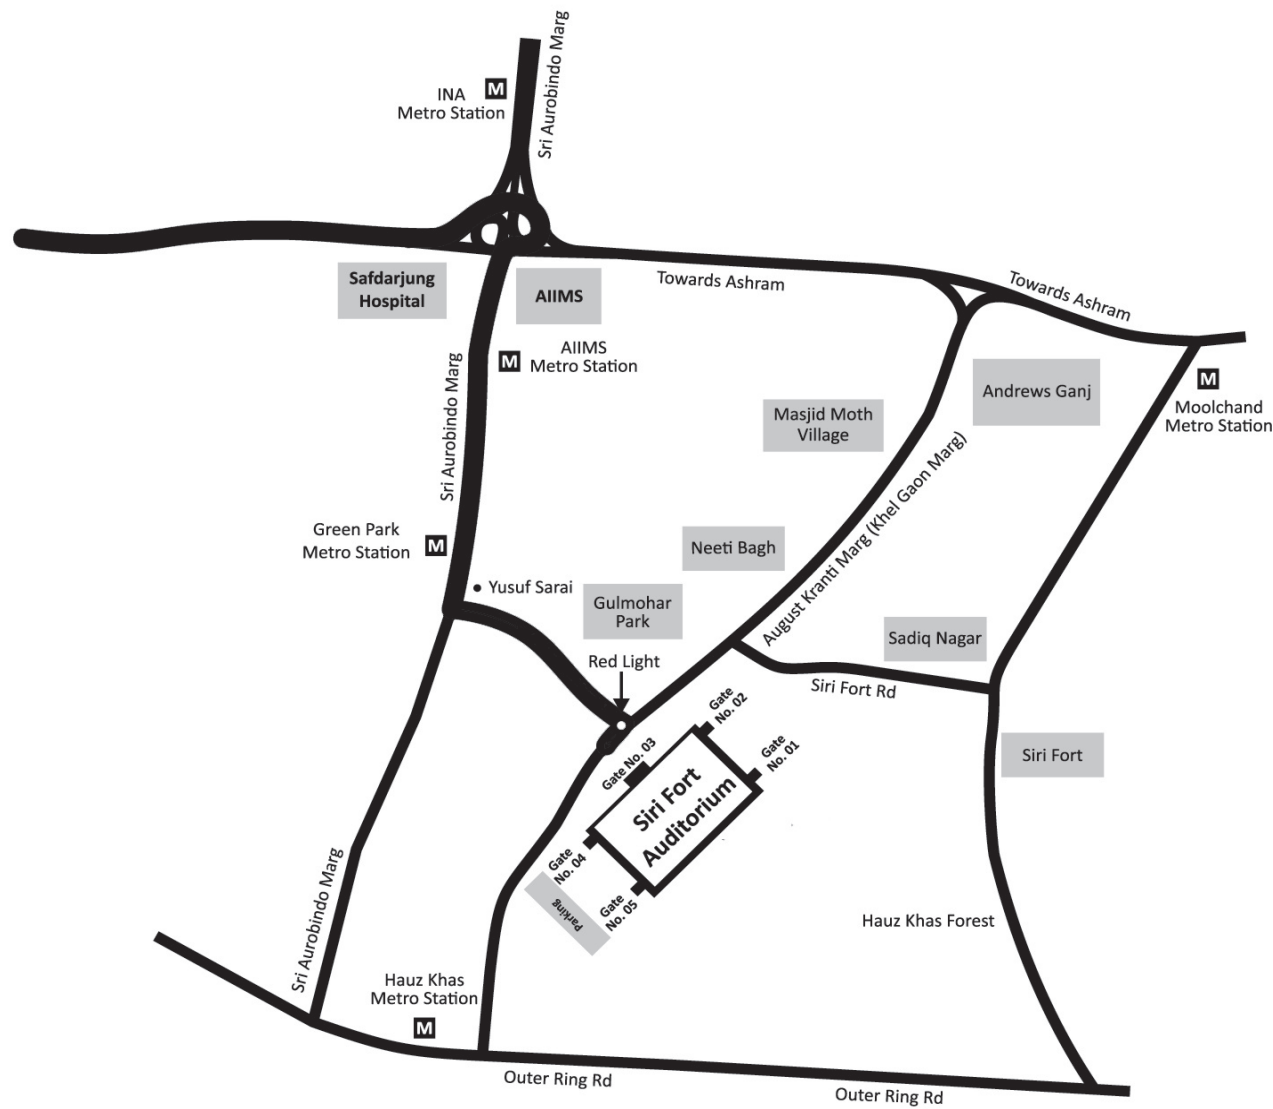 Sri Aurobindo Marg
M
INA
Metro Station
Safdarjung
Hospital
AIIMS
Towards Ashram
Towards Ashram
M
AIIMS
Metro Station
Sri Aurobindo Marg
Masjid Moth
Village
Andrews Ganj
M
Moolchand
Metro Station
August Kranti Marg (Khel Gaon Marg)
Green Park
Metro Station
M
Neeti Bagh
Yusuf Sarai
Gulmohar
Park
Red Light
Sadiq Nagar
Siri Fort Rd
Gate
No. 02
Gate
No. 01
Gate No. 03
Siri Fort
Siri Fort
Auditorium
Gate
No. 04
Gate
No. 05
Parking
Sri Aurobindo Marg
Hauz Khas Forest
Hauz Khas
Metro Station
M
Outer Ring Rd
Outer Ring Rd